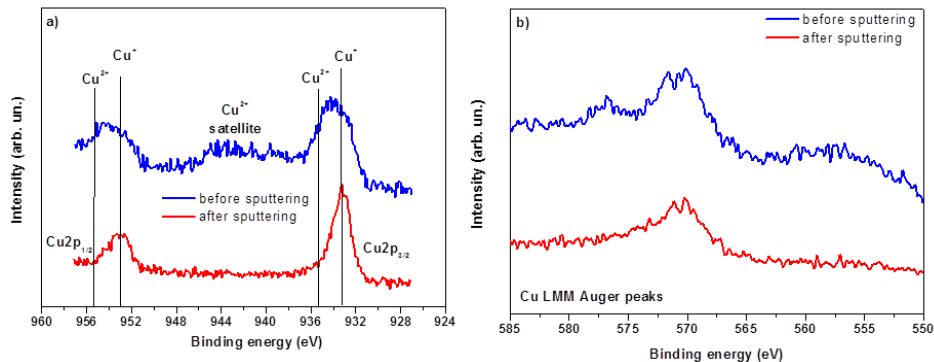 a)
Cu⁺
Cu²⁺
Cu²⁺
satellite
Cu²⁺
Cu⁺
before sputtering
after sputtering
Cu2p₁/₂
Cu2p₃/₂
Intensity (arb. un.)
960 956 952 948 944 940 936 932 928 924
Binding energy (eV)
b)
before sputtering
after sputtering
Cu LMM Auger peaks
Intensity (arb. un.)
585 580 575 570 565 560 555 550
Binding energy (eV)